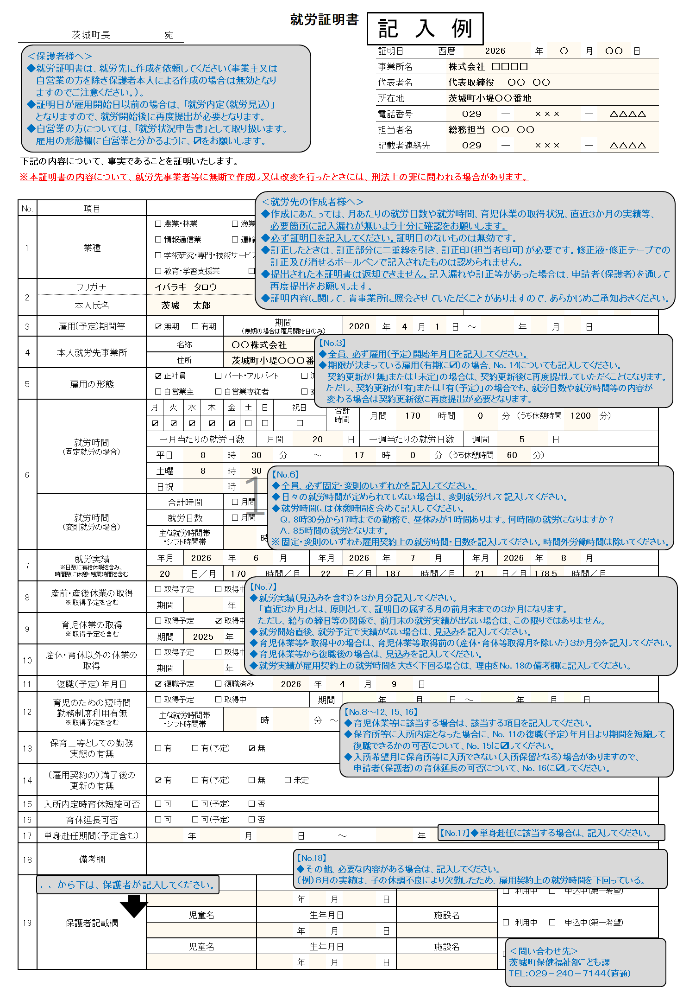 就労証明書
記 入 例
茨城町長 宛
証明日 西暦 2026 年 〇 月 〇〇 日
事業所名 株式会社 □□□□
代表者名 代表取締役 〇〇 〇〇
所在地 茨城町小堤〇〇番地
電話番号 029 ― ××× ― △△△△
担当者名 総務担当 〇〇 〇〇
記載者連絡先 029 ― ××× ― △△△△
＜保護者様へ＞
◆就労証明書は、就労先に作成を依頼してください（事業主又は
自営業の方を除き保護者本人による作成の場合は無効となり
ますのでご注意ください。）。
◆証明日が雇用開始日以前の場合は、「就労内定（就労見込）」
となりますので、就労開始後に再度提出が必要となります。
◆自営業の方については、「就労状況申告書」として取り扱います。
雇用の形態欄に自営業と分かるように、☑をお願いします。
下記の内容について、事実であることを証明いたします。
※本証明書の内容について、就労先事業者等に無断で作成し又は改変を行ったときには、刑法上の罪に問われる場合があります。
＜就労先の作成者様へ＞
◆作成にあたっては、月あたりの就労日数や就労時間、育児休業の取得状況、直近３か月の実績等、
必要箇所に記入漏れが無いよう十分に確認をお願いします。
◆必ず証明日を記入してください。証明日のないものは無効です。
◆訂正したときは、訂正部分に二重線を引き、訂正印（担当者印可）が必要です。修正液・修正テープでの
訂正及び消せるボールペンで記入されたものは認められません。
◆提出された本証明書は返却できません。記入漏れや訂正等があった場合は、申請者（保護者）を通して
再度提出をお願いします。
◆証明内容に関して、貴事業所に照会させていただくことがありますので、あらかじめご承知おきください。
No. 項目
1 業種
□ 農業・林業 □ 漁業
□ 情報通信業 □ 運輸
□ 学術研究・専門・技術サービス
□ 教育・学習支援業 □
2 フリガナ イバラキ タロウ
本人氏名 茨城 太郎
3 雇用(予定)期間等 ☑ 無期 □ 有期 期間 （無期の場合は雇用開始日のみ） 2020 年 4 月 1 日 ～ 年 月 日
4 本人就労先事業所 名称 〇〇株式会社
住所 茨城町小堤〇〇〇番
【No.3】
◆全員、必ず雇用（予定）開始年月日を記入してください。
◆期限が決まっている雇用（有期に☑）の場合、No. 14についても記入してください。
契約更新が「無」または「未定」の場合は、契約更新後に再度提出していただくことになります。
ただし、契約更新が「有」または「有（予定）」の場合でも、就労日数や就労時間等の内容が
変わる場合は契約更新後に再度提出が必要となります。
5 雇用の形態 ☑ 正社員 □ パート・アルバイト □
□ 自営業主 □ 自営業専従者 □
6 就労時間 (固定就労の場合)
月 火 水 木 金 土 日 祝日 合計時間 月間 170 時間 0 分 （うち休憩時間 1200 分）
☑ ☑ ☑ ☑ ☑ □ □ □
一月当たりの就労日数 月間 20 日 一週当たりの就労日数 週間 5 日
平日 8 時 30 分 ～ 17 時 0 分 （うち休憩時間 60 分）
土曜 8 時 30
日祝 時
1
就労時間 (変則就労の場合)
合計時間 □ 月間
就労日数 □ 月間
主な就労時間帯・シフト時間帯
【No.6】
◆全員、必ず固定・変則のいずれかを記入してください。
◆日々の就労時間が定められていない場合は、変則就労として記入してください。
◆就労時間には休憩時間を含めて記入してください。
Ｑ. 8時30分から17時までの勤務で、昼休みが１時間あります。何時間の就労になりますか？
Ａ. 8.5時間の就労となります。
※固定・変則のいずれも雇用契約上の就労時間・日数を記入してください。時間外労働時間は除いてください。
7 就労実績 ※日数に有給休暇を含み、時間数に休憩・残業時間を含む
年月 2026 年 6 月 年月 2026 年 7 月 年月 2026 年 8 月
20 日／月 170 時間／月 22 日／月 187 時間／月 21 日／月 178.5 時間／月
【No.7】
◆就労実績（見込みを含む）を３か月分記入してください。
「直近３か月」とは、原則として、証明日の属する月の前月末までの３か月になります。
ただし、給与の締日等の関係で、前月末の就労実績が出ない場合は、この限りではありません。
◆就労開始直後、就労予定で実績がない場合は、見込みを記入してください。
◆育児休業等を取得中の場合は、育児休業等取得前の（産休・育休等取得月を除いた）３か月分を記入してください。
◆育児休業等から復職後の場合は、見込みを記入してください。
◆就労実績が雇用契約上の就労時間を大きく下回る場合は、理由をNo. 18の備考欄に記入してください。
8 産前・産後休業の取得 ※取得予定を含む □ 取得予定 □ 取得中
期間 年
9 育児休業の取得 ※取得予定を含む □ 取得予定 ☑ 取得中
期間 2025 年
10 産休・育休以外の休業の取得 □ 取得予定 □ 取得中
期間 年
11 復職（予定）年月日 ☑ 復職予定 □ 復職済み 2026 年 4 月 9 日
12 育児のための短時間勤務制度利用有無 ※取得予定を含む □ 取得予定 □ 取得中 期間 年 月 日 ～ 年 月 日
主な就労時間帯・シフト時間帯 時 分 ～
【No.8～12、15、16】
◆育児休業等に該当する場合は、該当する項目を記入してください。
◆保育所等に入所内定となった場合に、No. 11の復職（予定）年月日より期間を短縮して
復職できるかの可否について、No. 15に☑してください。
◆入所希望月に保育所等に入所できない（入所保留となる）場合がありますので、
申請者（保護者）の育休延長の可否について、No. 16に☑してください。
13 保育士等としての勤務実態の有無 □ 有 □ 有(予定) ☑ 無
14 （雇用契約の）満了後の更新の有無 ☑ 有 □ 有(予定) □ 無 □ 未定
15 入所内定時育休短縮可否 □ 可 □ 可(予定) □ 否
16 育休延長可否 □ 可 □ 可(予定) □ 否
17 単身赴任期間（予定含む） 年 月 日 ～ 年
【No.17】◆単身赴任に該当する場合は、記入してください。
18 備考欄
【No.18】
◆その他、必要な内容がある場合は、記入してください。
（例）８月の実績は、子の体調不良により欠勤したため、雇用契約上の就労時間を下回っている。
ここから下は、保護者が記入してください。
19 保護者記載欄
年 月 日 □ 利用中 □ 申込中(第一希望)
児童名 生年月日 施設名
年 月 日 □ 利用中 □ 申込中(第一希望)
児童名 生年月日 施設名
年 月 日
＜問い合わせ先＞
茨城町保健福祉部こども課
TEL：029－240－7144（直通）